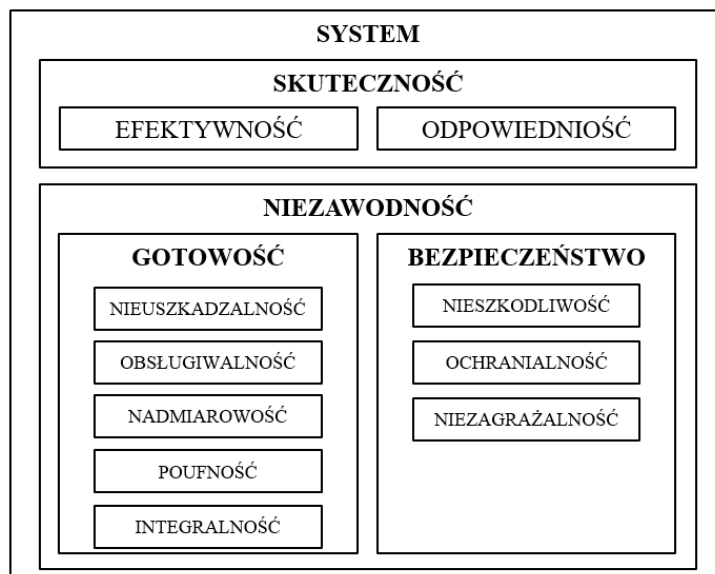 SYSTEM
SKUTECZNOŚĆ
EFEKTYWNOŚĆ
ODPOWIEDNIOŚĆ
NIEZAWODNOŚĆ
GOTOWOŚĆ
NIEUSZKADZALNOŚĆ
OBSŁUGIWALNOŚĆ
NADMIAROWOŚĆ
POUFNOŚĆ
INTEGRALNOŚĆ
BEZPIECZEŃSTWO
NIESZKODLIWOŚĆ
OCHRANIALNOŚĆ
NIEZAGRAŻALNOŚĆ